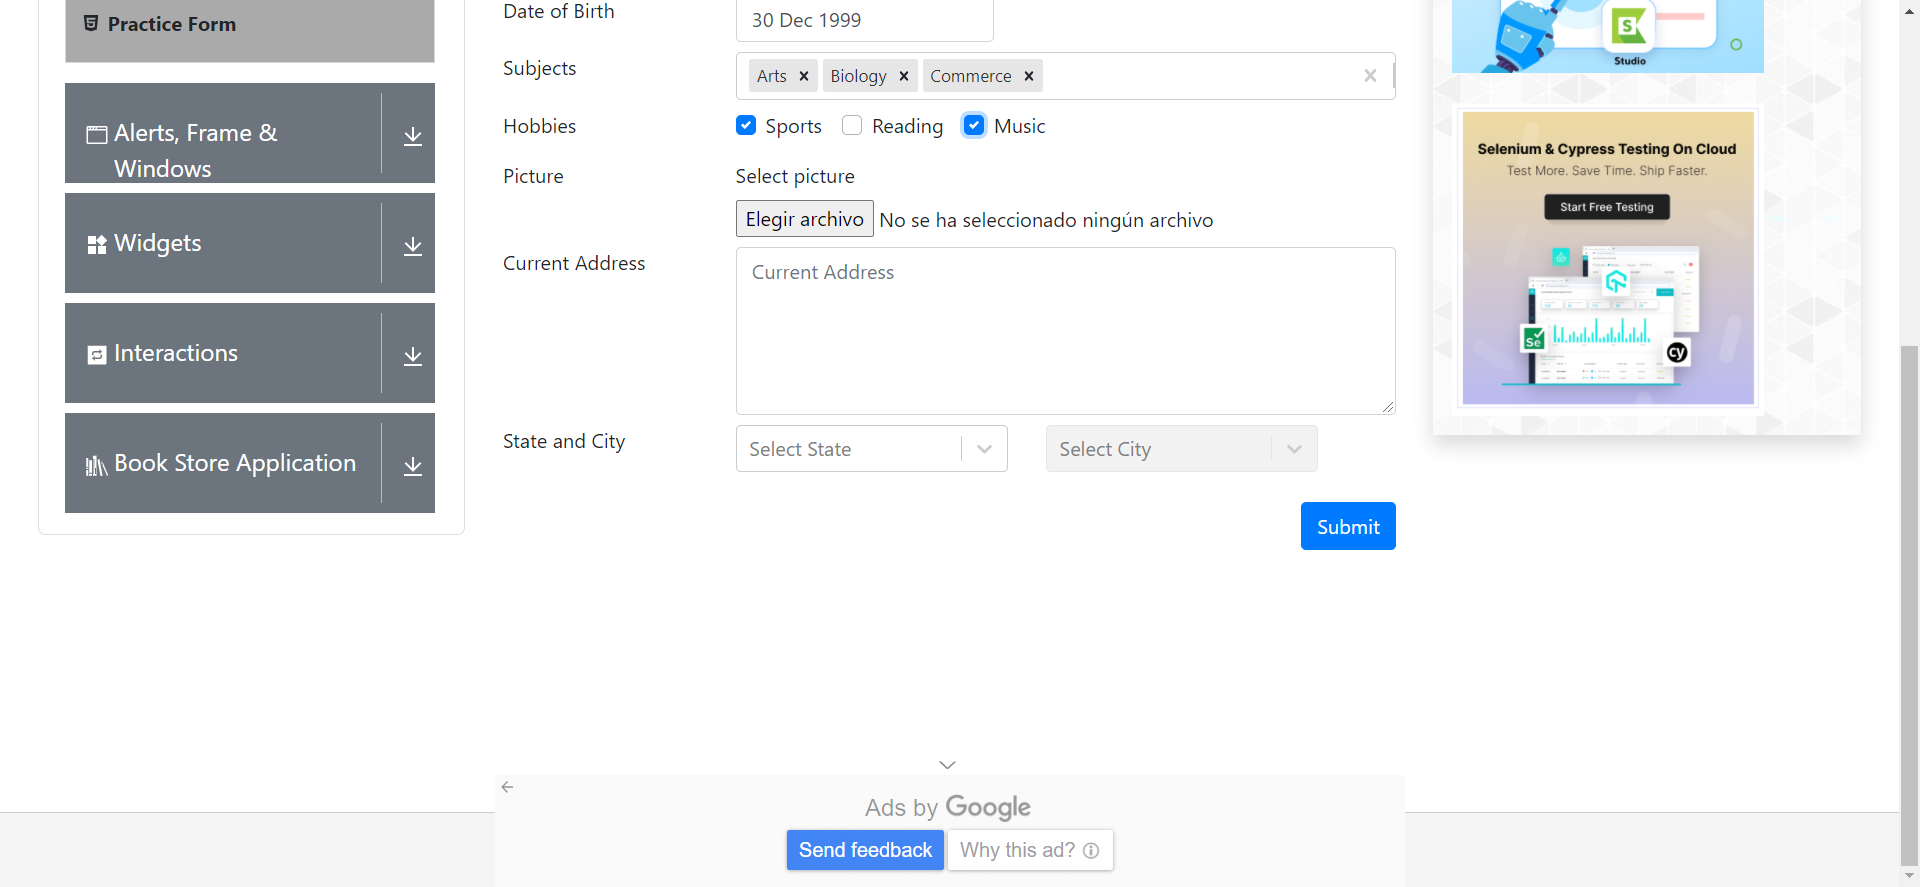 Practice Form
Alerts, Frame &
Windows
Widgets
Interactions
Book Store Application
Date of Birth
30 Dec 1999
Subjects
Arts
Biology
Commerce
Hobbies
Sports
Reading
Music
Picture
Select picture
Elegir archivo No se ha seleccionado ningún archivo
Current Address
Current Address
State and City
Select State
Select City
Submit
Studio
Selenium & Cypress Testing On Cloud
Test More. Save Time. Ship Faster.
Start Free Testing
Se
cy
Ads by Google
Send feedback
Why this ad?